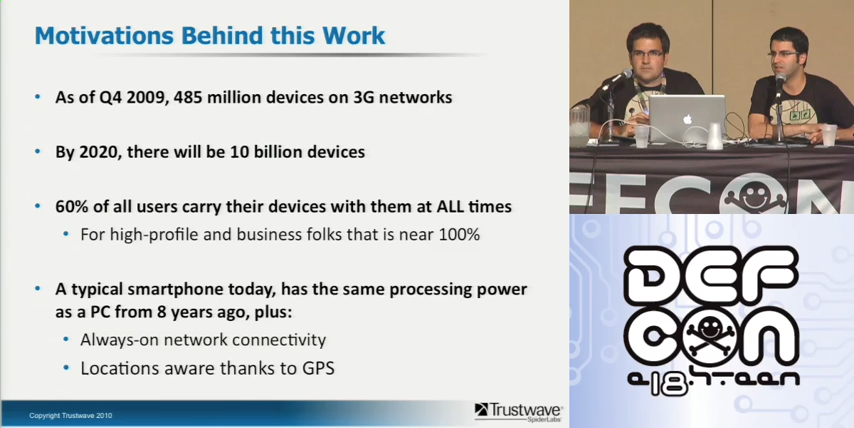 Motivations Behind this Work
• As of Q4 2009, 485 million devices on 3G networks
• By 2020, there will be 10 billion devices
• 60% of all users carry their devices with them at ALL times
• For high-profile and business folks that is near 100%
• A typical smartphone today, has the same processing power
as a PC from 8 years ago, plus:
• Always-on network connectivity
• Locations aware thanks to GPS
Copyright Trustwave 2010
Trustwave®
SpiderLabs®
FECON
DEF
CON
e18h-teen